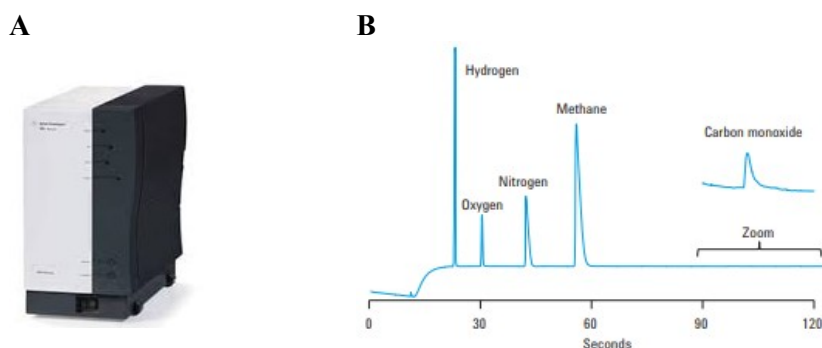 A
B
Hydrogen
Methane
Carbon monoxide
Nitrogen
Oxygen
Zoom
0 30 60 90 120
Seconds